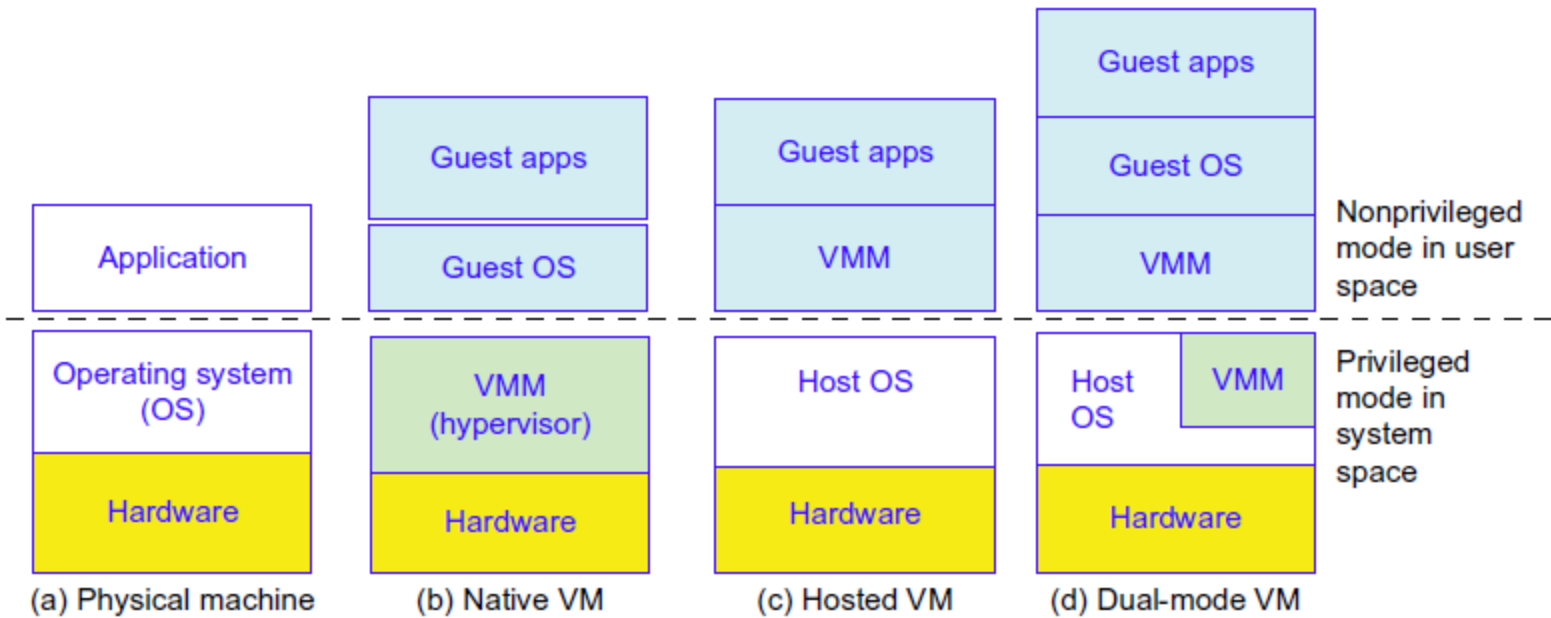 Application
Operating system
(OS)
Hardware
(a) Physical machine
Guest apps
Guest OS
VMM
(hypervisor)
Hardware
(b) Native VM
Guest apps
VMM
Host OS
Hardware
(c) Hosted VM
Guest apps
Guest OS
VMM
Host
OS
VMM
Hardware
(d) Dual-mode VM
Nonprivileged
mode in user
space
Privileged
mode in
system
space